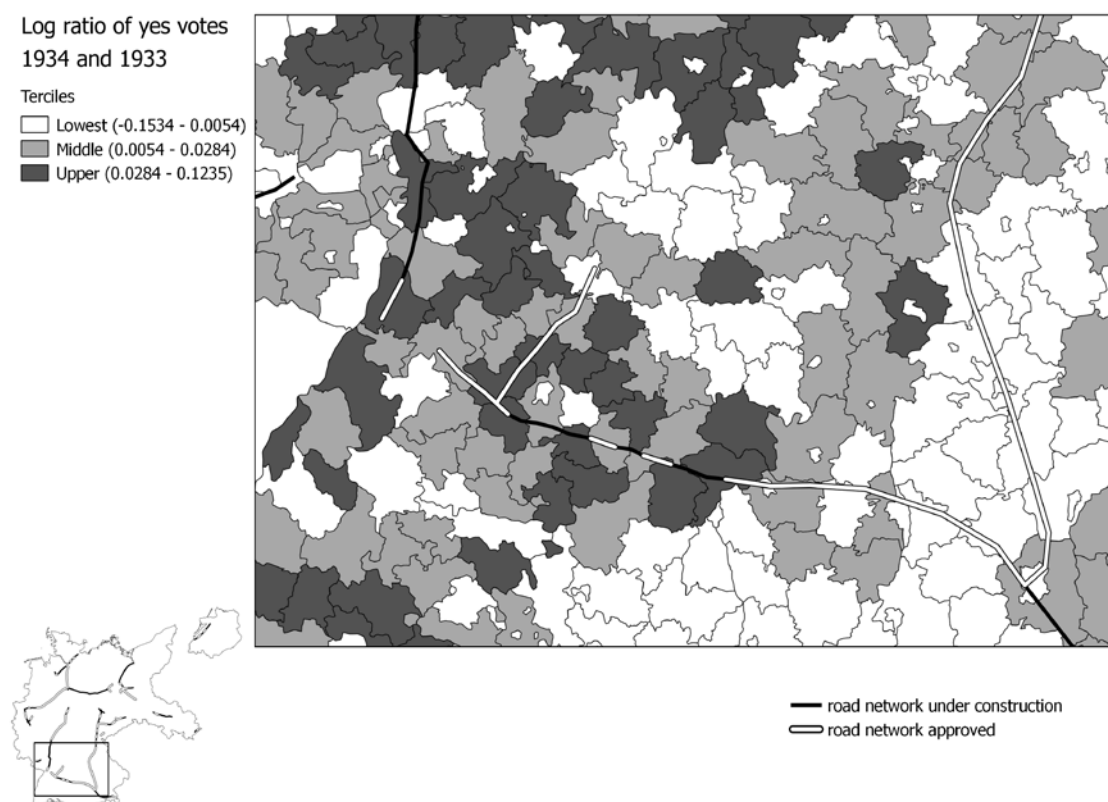 Log ratio of yes votes
1934 and 1933
Terciles
Lowest (-0.1534 - 0.0054)
Middle (0.0054 - 0.0284)
Upper (0.0284 - 0.1235)
road network under construction
road network approved